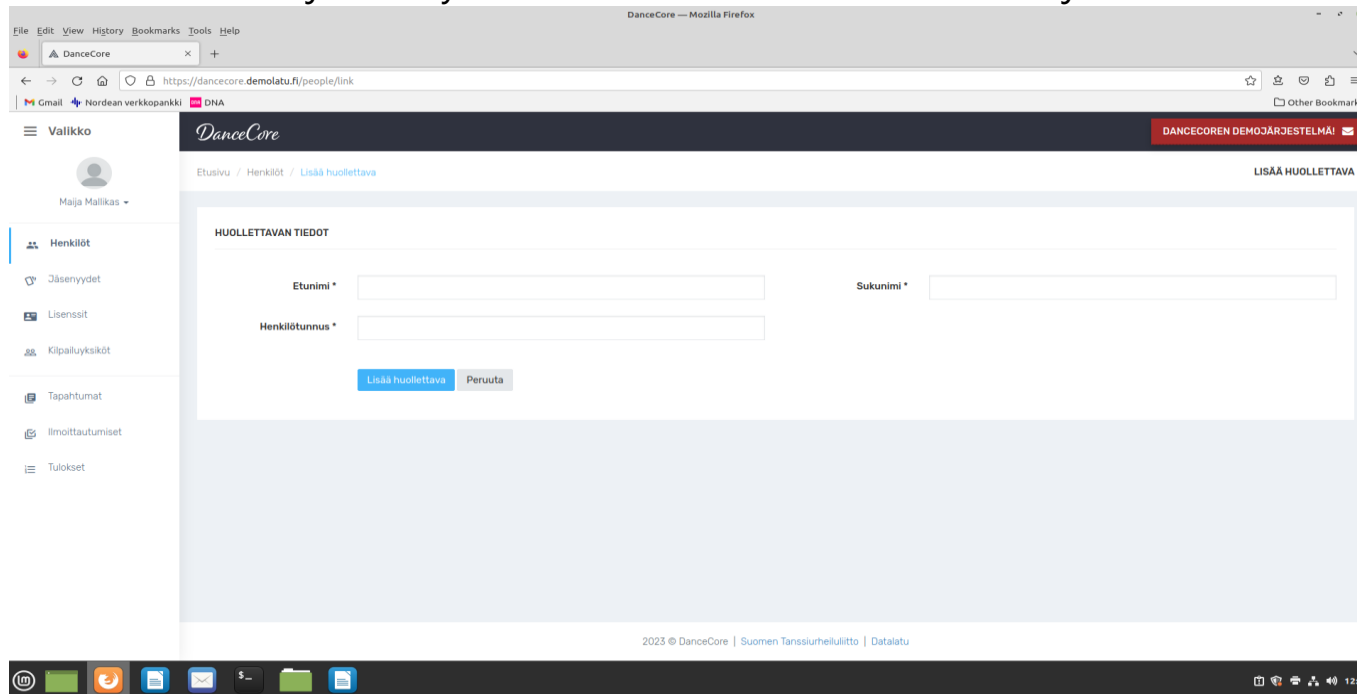 DanceCore — Mozilla Firefox
File Edit View History Bookmarks Tools Help
DanceCore × +
https://dancecore.demolatu.fi/people/link
Gmail Nordean verkkopankki DNA Other Bookmark
Valikko DanceCore DANCECOREN DEMOJÄRJESTELMÄ!
Etusivu / Henkilöt / Lisää huollettava LISÄÄ HUOLLETTAVA
Maija Mallikas
HUOLLETTAVAN TIEDOT
Henkilöt
Jäsenyydet
Etunimi * Sukunimi *
Lisenssit
Henkilötunnus *
Kilpailuyksiköt
Lisää huollettava Peruuta
Tapahtumat
Ilmoittautumiset
Tulokset
2023 © DanceCore | Suomen Tanssiurheiluliitto | Datalatu
12: